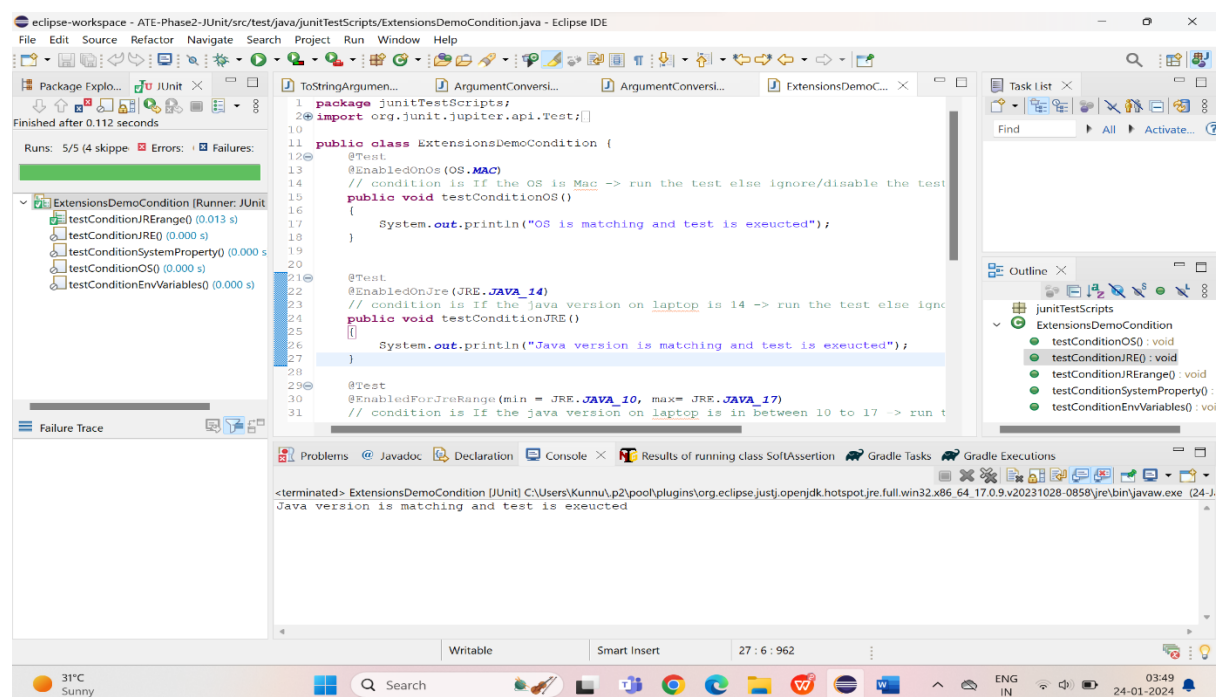 eclipse-workspace - ATE-Phase2-JUnit/src/test/java/junitTestScripts/ExtensionsDemoCondition.java - Eclipse IDE
File Edit Source Refactor Navigate Search Project Run Window Help
Package Explo... JUnit
Finished after 0.112 seconds
Runs: 5/5 (4 skippe Errors: Failures:
ExtensionsDemoCondition [Runner: JUnit
testConditionJRErange() (0.013 s)
testConditionJRE() (0.000 s)
testConditionSystemProperty() (0.000 s
testConditionOS() (0.000 s)
testConditionEnvVariables() (0.000 s)
Failure Trace
ToStringArgumen... ArgumentConversi... ArgumentConversi... ExtensionsDemoC...
1 package junitTestScripts;
2 import org.junit.jupiter.api.Test;
10
11 public class ExtensionsDemoCondition {
12 @Test
13 @EnabledOnOs(OS.MAC)
14 // condition is If the OS is Mac -> run the test else ignore/disable the test
15 public void testConditionOS()
16 {
17 System.out.println("OS is matching and test is exeucted");
18 }
19
20
21 @Test
22 @EnabledOnJre(JRE.JAVA_14)
23 // condition is If the java version on laptop is 14 -> run the test else igno
24 public void testConditionJRE()
25 {
26 System.out.println("Java version is matching and test is exeucted");
27 }
28
29 @Test
30 @EnabledForJreRange(min = JRE.JAVA_10, max= JRE.JAVA_17)
31 // condition is If the java version on laptop is in between 10 to 17 -> run t
Task List
Find All Activate...
Outline
junitTestScripts
ExtensionsDemoCondition
testConditionOS() : void
testConditionJRE() : void
testConditionJRErange() : void
testConditionSystemProperty() :
testConditionEnvVariables() : voi
Problems Javadoc Declaration Console Results of running class SoftAssertion Gradle Tasks Gradle Executions
<terminated> ExtensionsDemoCondition [JUnit] C:\Users\Kunnu\.p2\pool\plugins\org.eclipse.justj.openjdk.hotspot.jre.full.win32.x86_64_17.0.9.v20231028-0858\jre\bin\javaw.exe (24-J
Java version is matching and test is exeucted
Writable Smart Insert 27 : 6 : 962
31°C
Sunny
Search
ENG
IN
03:49
24-01-2024